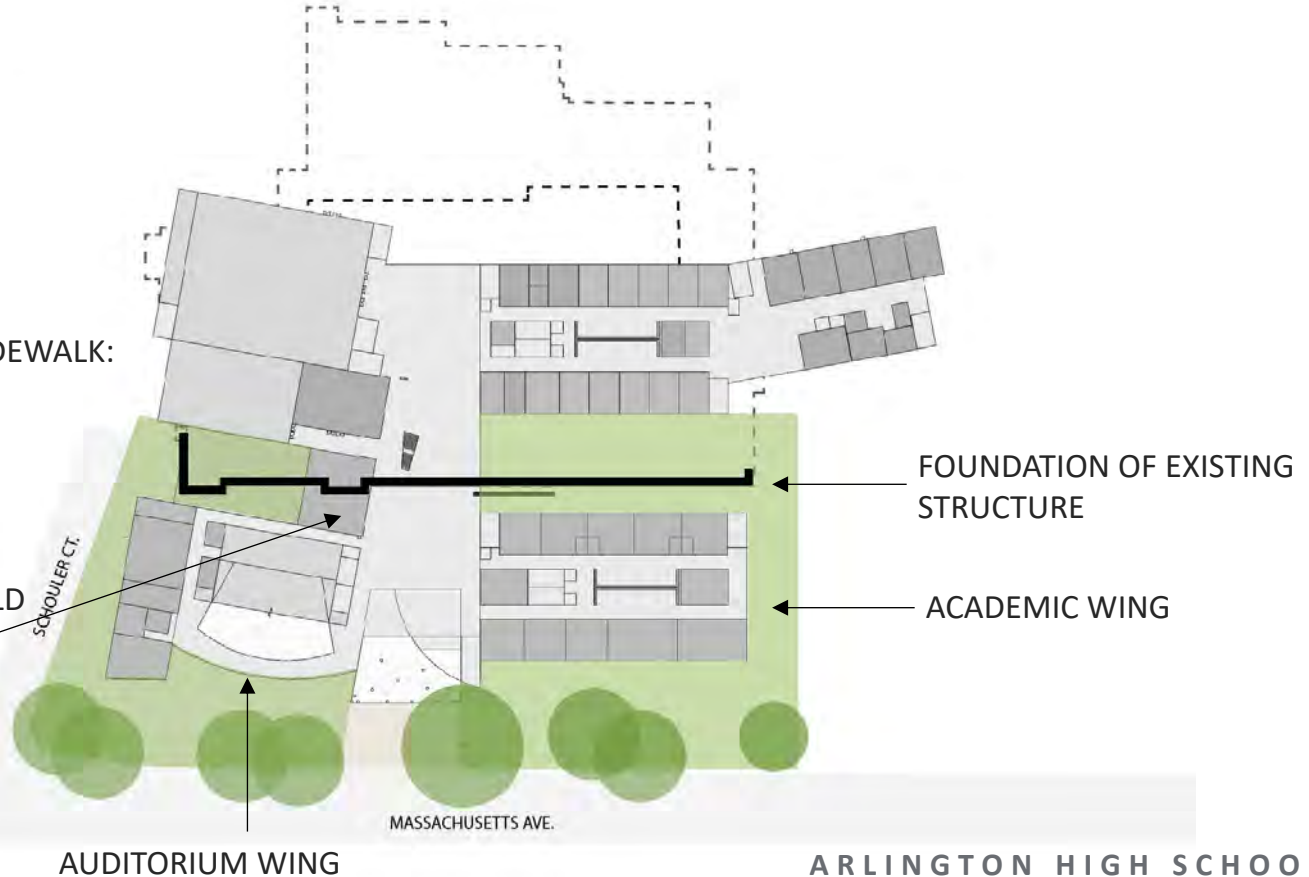 DEWALK:
FOUNDATION OF EXISTING
STRUCTURE
SCHOULER CT.
LD
ACADEMIC WING
MASSACHUSETTS AVE.
AUDITORIUM WING
ARLINGTON HIGH SCHOO